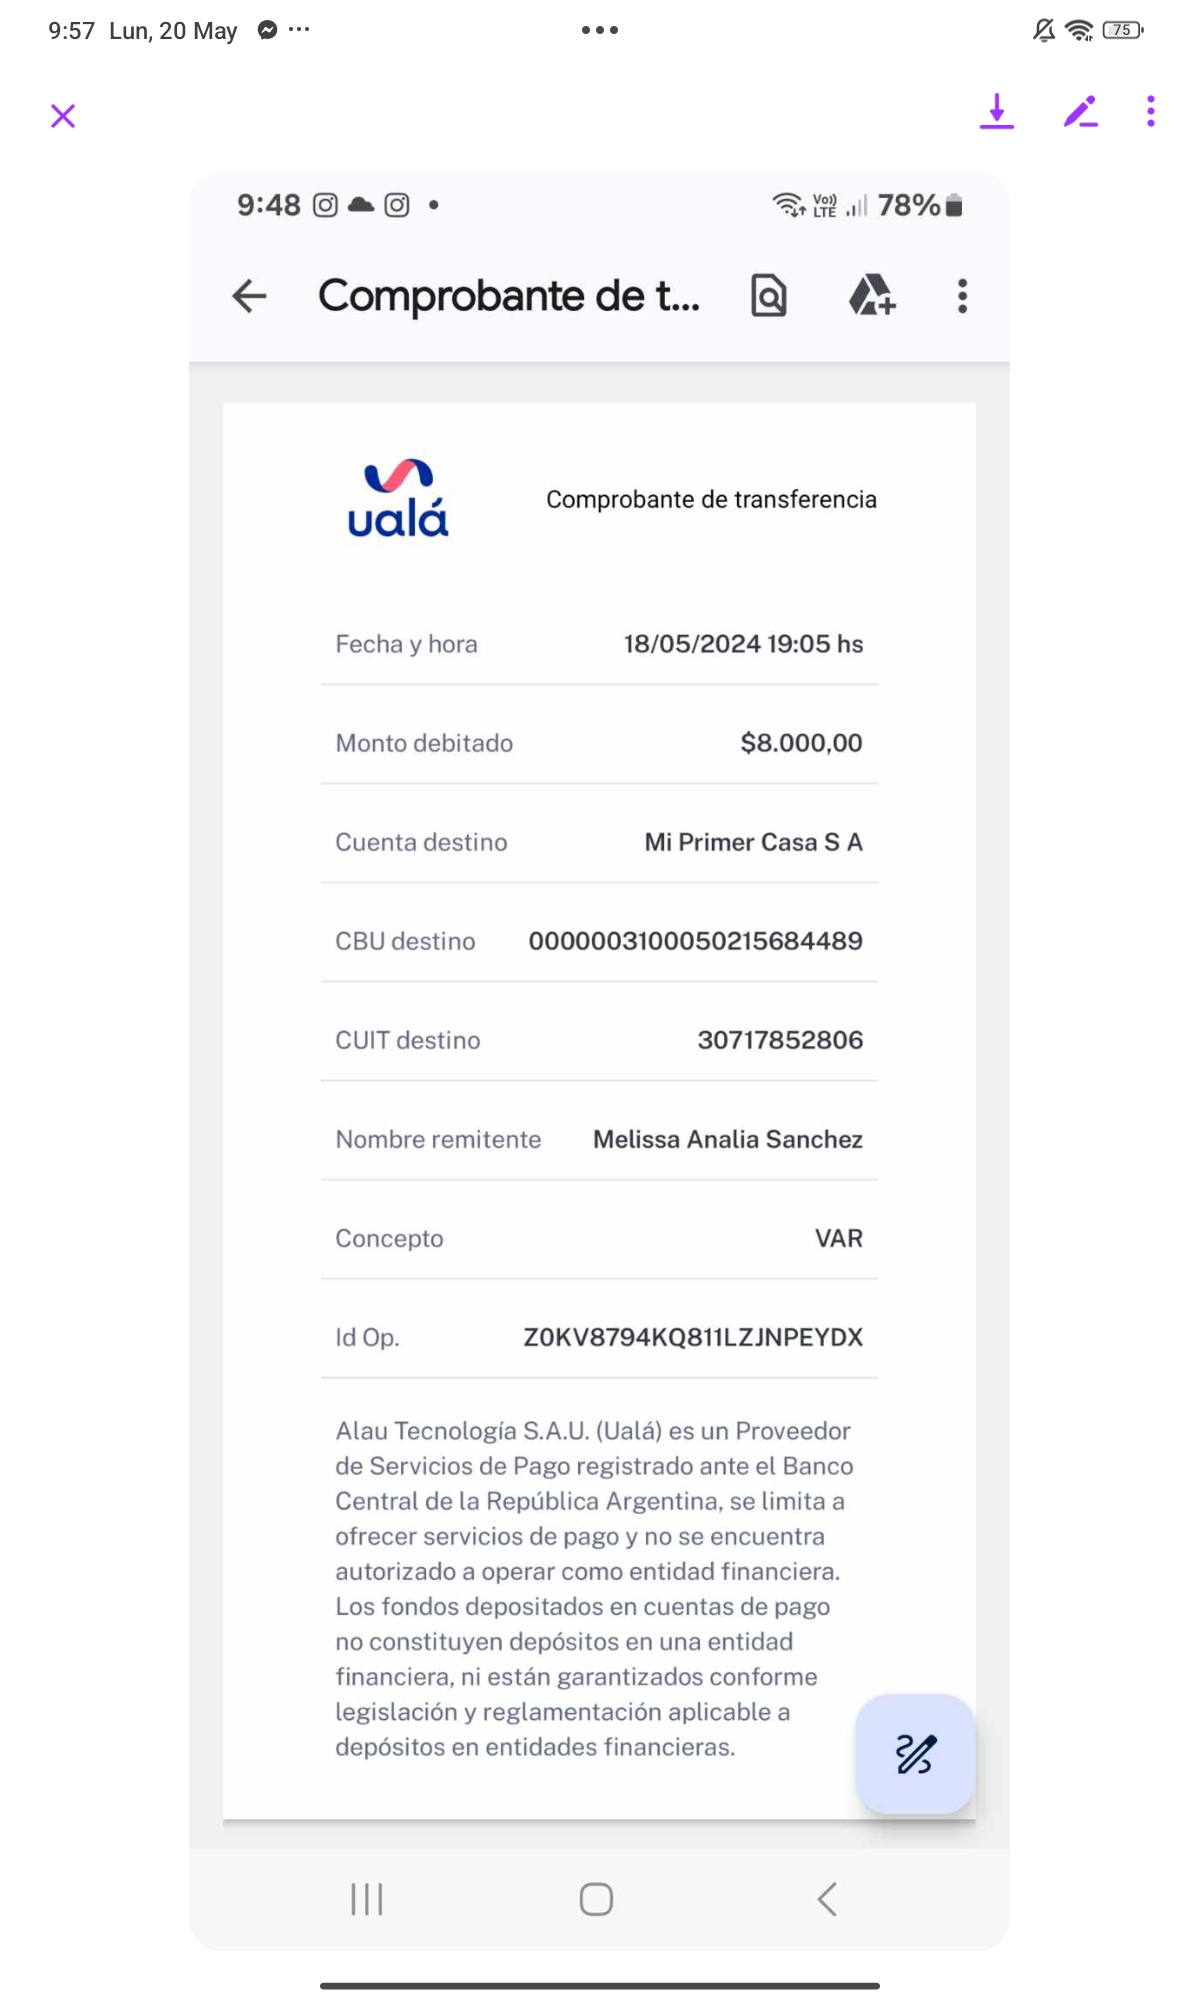 9:57 Lun, 20 May
75
9:48
Vo)) LTE
78%
Comprobante de t...
ualá
Comprobante de transferencia
Fecha y hora 18/05/2024 19:05 hs
Monto debitado $8.000,00
Cuenta destino Mi Primer Casa S A
CBU destino 0000003100050215684489
CUIT destino 30717852806
Nombre remitente Melissa Analia Sanchez
Concepto VAR
Id Op. Z0KV8794KQ811LZJNPEYDX
Alau Tecnología S.A.U. (Ualá) es un Proveedor
de Servicios de Pago registrado ante el Banco
Central de la República Argentina, se limita a
ofrecer servicios de pago y no se encuentra
autorizado a operar como entidad financiera.
Los fondos depositados en cuentas de pago
no constituyen depósitos en una entidad
financiera, ni están garantizados conforme
legislación y reglamentación aplicable a
depósitos en entidades financieras.